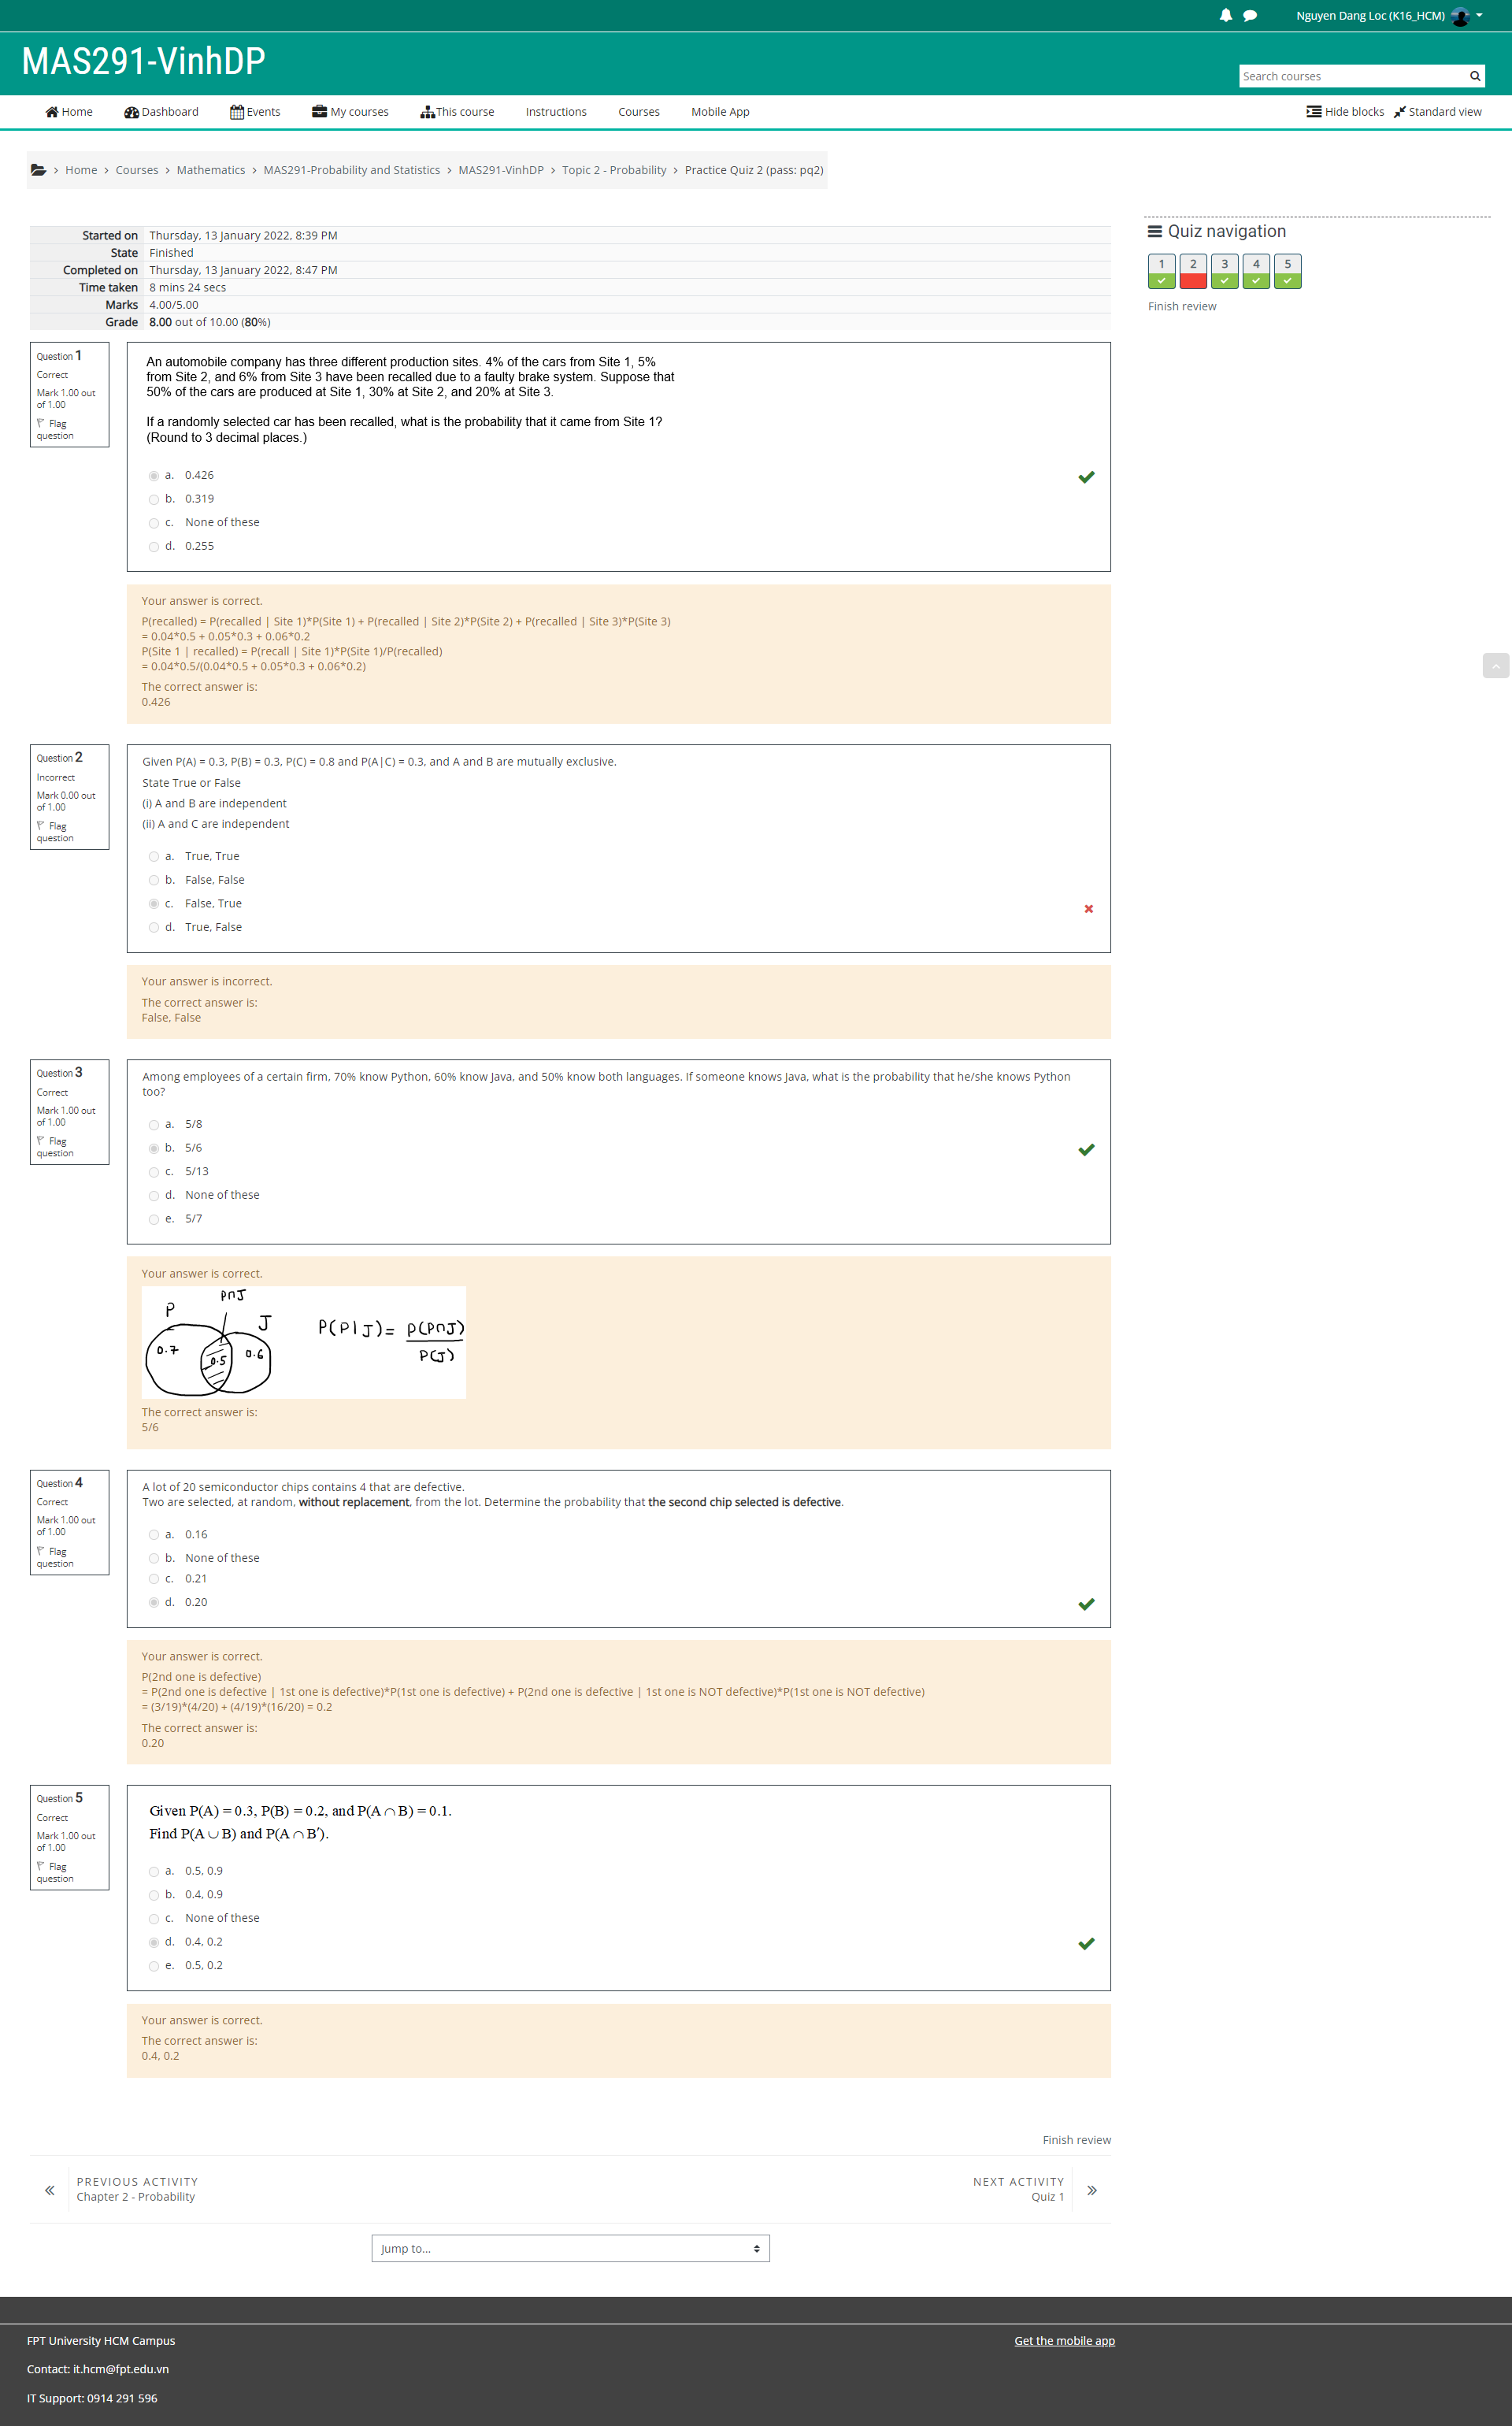 Nguyen Dang Loc (K16_HCM)
MAS291-VinhDP
Search courses
Home Dashboard Events My courses This course Instructions Courses Mobile App Hide blocks Standard view
Home > Courses > Mathematics > MAS291-Probability and Statistics > MAS291-VinhDP > Topic 2 - Probability > Practice Quiz 2 (pass: pq2)
Started on Thursday, 13 January 2022, 8:39 PM
State Finished
Completed on Thursday, 13 January 2022, 8:47 PM
Time taken 8 mins 24 secs
Marks 4.00/5.00
Grade 8.00 out of 10.00 (80%)
Quiz navigation
1 2 3 4 5
Finish review
Question 1
Correct
Mark 1.00 out
of 1.00
Flag
question
An automobile company has three different production sites. 4% of the cars from Site 1, 5%
from Site 2, and 6% from Site 3 have been recalled due to a faulty brake system. Suppose that
50% of the cars are produced at Site 1, 30% at Site 2, and 20% at Site 3.
If a randomly selected car has been recalled, what is the probability that it came from Site 1?
(Round to 3 decimal places.)
a. 0.426
b. 0.319
c. None of these
d. 0.255
Your answer is correct.
P(recalled) = P(recalled | Site 1)*P(Site 1) + P(recalled | Site 2)*P(Site 2) + P(recalled | Site 3)*P(Site 3)
= 0.04*0.5 + 0.05*0.3 + 0.06*0.2
P(Site 1 | recalled) = P(recall | Site 1)*P(Site 1)/P(recalled)
= 0.04*0.5/(0.04*0.5 + 0.05*0.3 + 0.06*0.2)
The correct answer is:
0.426
Question 2
Incorrect
Mark 0.00 out
of 1.00
Flag
question
Given P(A) = 0.3, P(B) = 0.3, P(C) = 0.8 and P(A|C) = 0.3, and A and B are mutually exclusive.
State True or False
(i) A and B are independent
(ii) A and C are independent
a. True, True
b. False, False
c. False, True
d. True, False
Your answer is incorrect.
The correct answer is:
False, False
Question 3
Correct
Mark 1.00 out
of 1.00
Flag
question
Among employees of a certain firm, 70% know Python, 60% know Java, and 50% know both languages. If someone knows Java, what is the probability that he/she knows Python
too?
a. 5/8
b. 5/6
c. 5/13
d. None of these
e. 5/7
Your answer is correct.
P P∩J J
0.7 0.5 0.6
P(P|J) = P(P∩J)
P(J)
The correct answer is:
5/6
Question 4
Correct
Mark 1.00 out
of 1.00
Flag
question
A lot of 20 semiconductor chips contains 4 that are defective.
Two are selected, at random, without replacement, from the lot. Determine the probability that the second chip selected is defective.
a. 0.16
b. None of these
c. 0.21
d. 0.20
Your answer is correct.
P(2nd one is defective)
= P(2nd one is defective | 1st one is defective)*P(1st one is defective) + P(2nd one is defective | 1st one is NOT defective)*P(1st one is NOT defective)
= (3/19)*(4/20) + (4/19)*(16/20) = 0.2
The correct answer is:
0.20
Question 5
Correct
Mark 1.00 out
of 1.00
Flag
question
Given P(A) = 0.3, P(B) = 0.2, and P(A ∩ B) = 0.1.
Find P(A ∪ B) and P(A ∩ B′).
a. 0.5, 0.9
b. 0.4, 0.9
c. None of these
d. 0.4, 0.2
e. 0.5, 0.2
Your answer is correct.
The correct answer is:
0.4, 0.2
Finish review
PREVIOUS ACTIVITY
Chapter 2 - Probability
NEXT ACTIVITY
Quiz 1
Jump to...
FPT University HCM Campus
Get the mobile app
Contact: it.hcm@fpt.edu.vn
IT Support: 0914 291 596